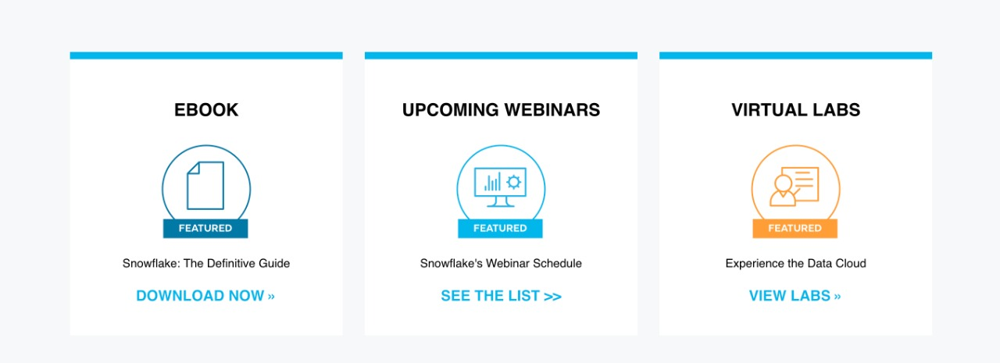 EBOOK
FEATURED
Snowflake: The Definitive Guide
DOWNLOAD NOW »
UPCOMING WEBINARS
FEATURED
Snowflake's Webinar Schedule
SEE THE LIST >>
VIRTUAL LABS
FEATURED
Experience the Data Cloud
VIEW LABS »